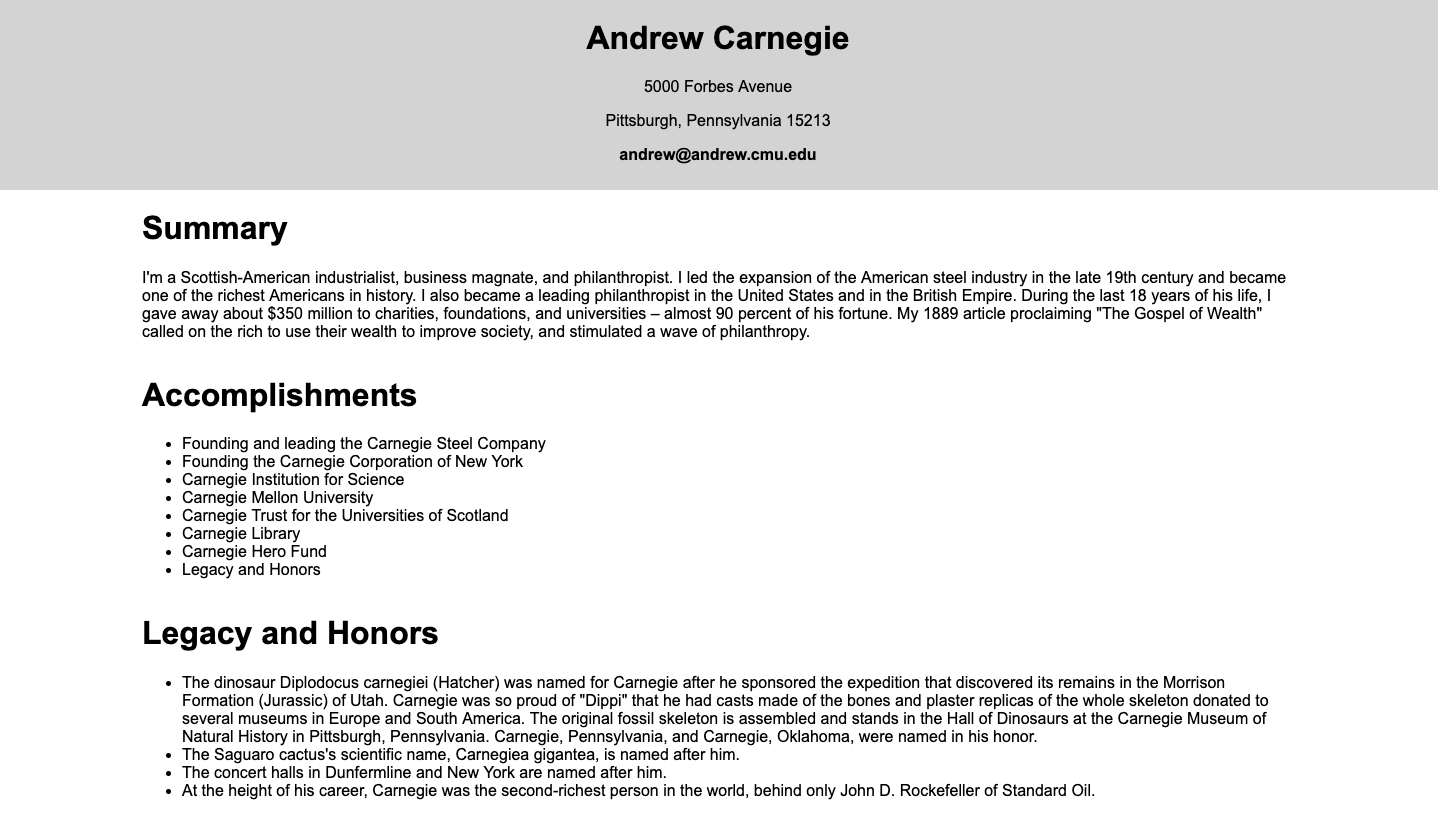 Andrew Carnegie
5000 Forbes Avenue
Pittsburgh, Pennsylvania 15213
andrew@andrew.cmu.edu
Summary
I'm a Scottish-American industrialist, business magnate, and philanthropist. I led the expansion of the American steel industry in the late 19th century and became
one of the richest Americans in history. I also became a leading philanthropist in the United States and in the British Empire. During the last 18 years of his life, I
gave away about $350 million to charities, foundations, and universities – almost 90 percent of his fortune. My 1889 article proclaiming "The Gospel of Wealth"
called on the rich to use their wealth to improve society, and stimulated a wave of philanthropy.
Accomplishments
• Founding and leading the Carnegie Steel Company
• Founding the Carnegie Corporation of New York
• Carnegie Institution for Science
• Carnegie Mellon University
• Carnegie Trust for the Universities of Scotland
• Carnegie Library
• Carnegie Hero Fund
• Legacy and Honors
Legacy and Honors
• The dinosaur Diplodocus carnegiei (Hatcher) was named for Carnegie after he sponsored the expedition that discovered its remains in the Morrison
Formation (Jurassic) of Utah. Carnegie was so proud of "Dippi" that he had casts made of the bones and plaster replicas of the whole skeleton donated to
several museums in Europe and South America. The original fossil skeleton is assembled and stands in the Hall of Dinosaurs at the Carnegie Museum of
Natural History in Pittsburgh, Pennsylvania. Carnegie, Pennsylvania, and Carnegie, Oklahoma, were named in his honor.
• The Saguaro cactus's scientific name, Carnegiea gigantea, is named after him.
• The concert halls in Dunfermline and New York are named after him.
• At the height of his career, Carnegie was the second-richest person in the world, behind only John D. Rockefeller of Standard Oil.